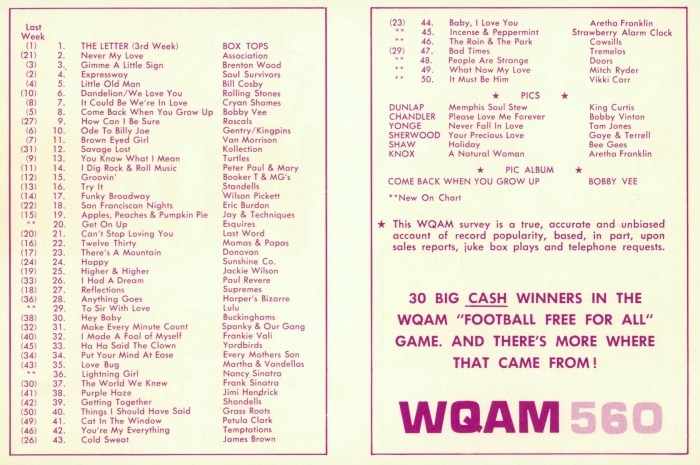 Last
Week
(1) 1. THE LETTER (3rd Week) BOX TOPS
(21) 2. Never My Love Association
(3) 3. Gimme A Little Sign Brenton Wood
(2) 4. Expressway Soul Survivors
(4) 5. Little Old Man Bill Cosby
(10) 6. Dandelion/We Love You Rolling Stones
(8) 7. It Could Be We're In Love Cryan Shames
(5) 8. Come Back When You Grow Up Bobby Vee
(27) 9. How Can I Be Sure Rascals
(6) 10. Ode To Billy Joe Gentry/Kingpins
(7) 11. Brown Eyed Girl Van Morrison
(31) 12. Savage Lost Kollection
(9) 13. You Know What I Mean Turtles
(11) 14. I Dig Rock & Roll Music Peter Paul & Mary
(12) 15. Groovin' Booker T & MG's
(13) 16. Try It Standells
(14) 17. Funky Broadway Wilson Pickett
(22) 18. San Franciscan Nights Eric Burdon
(15) 19. Apples, Peaches & Pumpkin Pie Jay & Techniques
** 20. Get On Up Esquires
(20) 21. Can't Stop Loving You Last Word
(16) 22. Twelve Thirty Mamas & Papas
(17) 23. There's A Mountain Donovan
(24) 24. Happy Sunshine Co.
(19) 25. Higher & Higher Jackie Wilson
(33) 26. I Had A Dream Paul Revere
(18) 27. Reflections Supremes
(36) 28. Anything Goes Harper's Bizarre
** 29. To Sir With Love Lulu
(38) 30. Hey Baby Buckinghams
(32) 31. Make Every Minute Count Spanky & Our Gang
(40) 32. I Made A Fool of Myself Frankie Vali
(45) 33. Ha Ha Said The Clown Yardbirds
(34) 34. Put Your Mind At Ease Every Mothers Son
(43) 35. Love Bug Martha & Vandellos
** 36. Lightning Girl Nancy Sinatra
(30) 37. The World We Knew Frank Sinatra
(41) 38. Purple Haze Jimi Hendrick
(42) 39. Getting Together Shondells
(50) 40. Things I Should Have Said Grass Roots
(49) 41. Cat In The Window Petula Clark
(46) 42. You're My Everything Temptations
(26) 43. Cold Sweat James Brown
(23) 44. Baby, I Love You Aretha Franklin
** 45. Incense & Peppermint Strawberry Alarm Clock
** 46. The Rain & The Park Cowsills
(29) 47. Bad Times Tremelos
** 48. People Are Strange Doors
** 49. What Now My Love Mitch Ryder
** 50. It Must Be Him Vikki Carr
★ PICS ★
DUNLAP Memphis Soul Stew King Curtis
CHANDLER Please Love Me Forever Bobby Vinton
YONGE Never Fall In Love Tom Jones
SHERWOOD Your Precious Love Gaye & Terrell
SHAW Holiday Bee Gees
KNOX A Natural Woman Aretha Franklin
★ PIC ALBUM ★
COME BACK WHEN YOU GROW UP BOBBY VEE
**New On Chart
★ This WQAM survey is a true, accurate and unbiased
account of record popularity, based, in part, upon
sales reports, juke box plays and telephone requests.
30 BIG CASH WINNERS IN THE
WQAM "FOOTBALL FREE FOR ALL"
GAME. AND THERE'S MORE WHERE
THAT CAME FROM!
WQAM 560